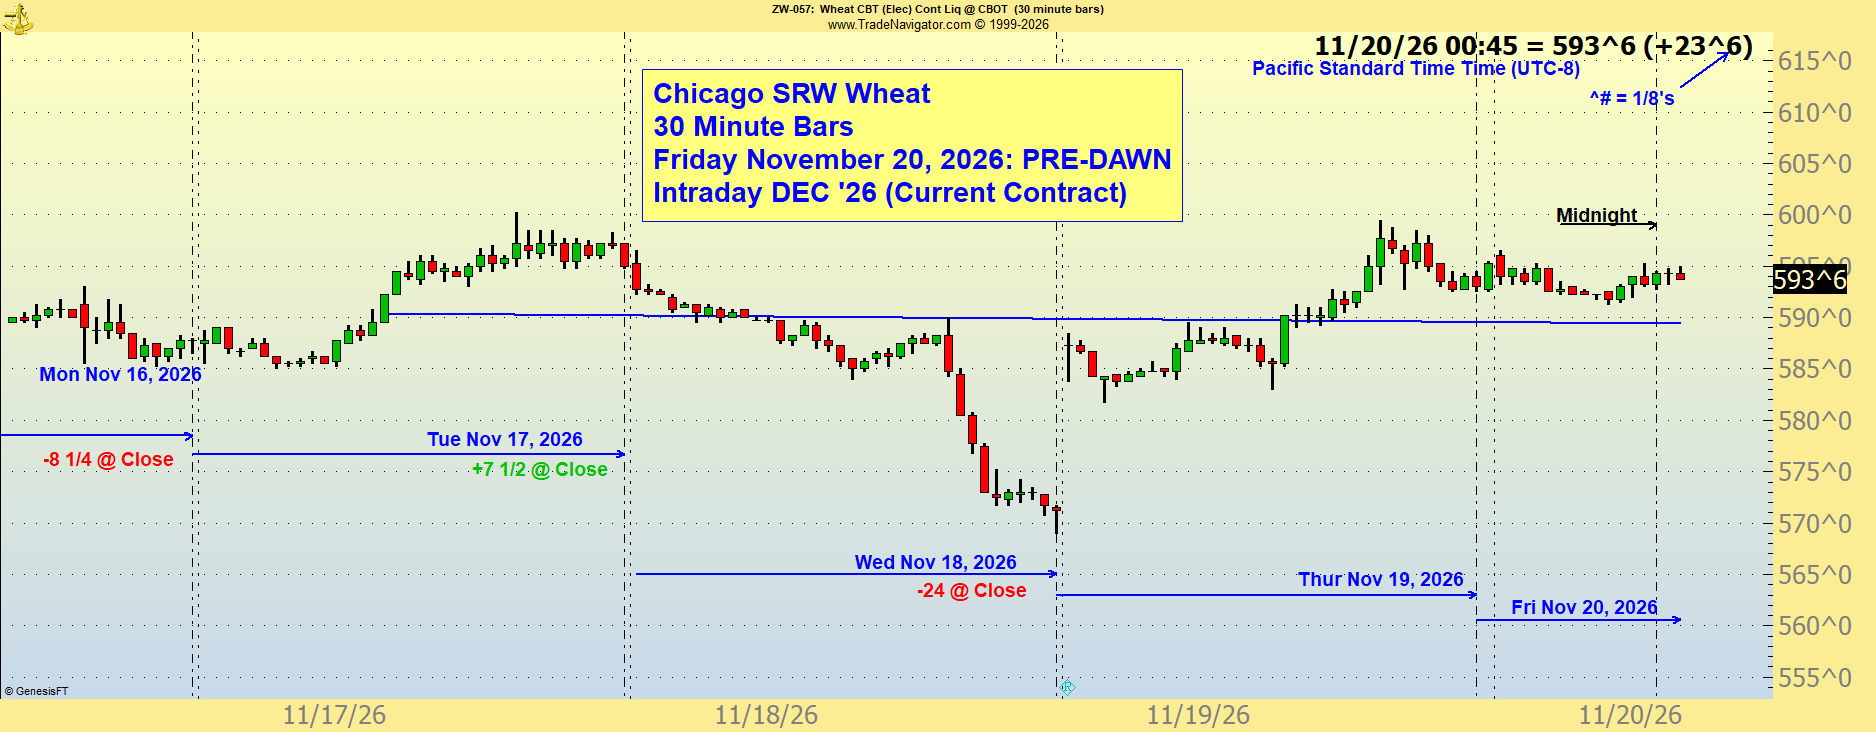 ZW-057:  Wheat CBT (Elec) Cont Liq @ CBOT  (30 minute bars)
www.TradeNavigator.com © 1999-2026
11/20/26 00:45 = 593^6 (+23^6)
Pacific Standard Time Time (UTC-8)
^# = 1/8's
Chicago SRW Wheat
30 Minute Bars
Friday November 20, 2026: PRE-DAWN
Intraday DEC '26 (Current Contract)
Midnight
615^0
610^0
605^0
600^0
595^0
593^6
590^0
585^0
580^0
575^0
570^0
565^0
560^0
555^0
Mon Nov 16, 2026
-8 1/4 @ Close
Tue Nov 17, 2026
+7 1/2 @ Close
Wed Nov 18, 2026
-24 @ Close
Thur Nov 19, 2026
Fri Nov 20, 2026
R
© GenesisFT
11/17/26
11/18/26
11/19/26
11/20/26